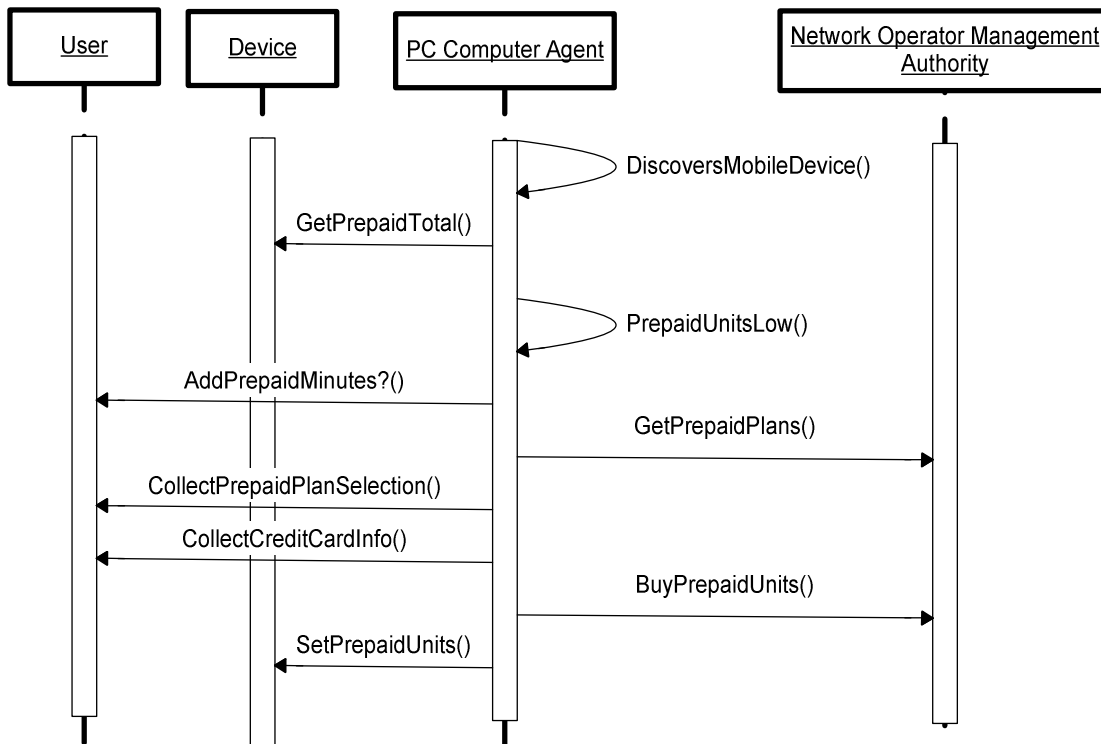 User
Device
PC Computer Agent
Network Operator Management
Authority
DiscoversMobileDevice()
GetPrepaidTotal()
PrepaidUnitsLow()
AddPrepaidMinutes?()
GetPrepaidPlans()
CollectPrepaidPlanSelection()
CollectCreditCardInfo()
BuyPrepaidUnits()
SetPrepaidUnits()